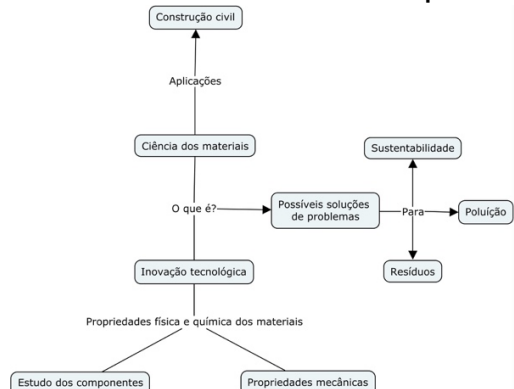 Construção civil
Aplicações
Ciência dos materiais
Sustentabilidade
O que é?
Possíveis soluções
de problemas
Para
Poluíção
Inovação tecnológica
Resíduos
Propriedades física e química dos materiais
Estudo dos componentes
Propriedades mecânicas